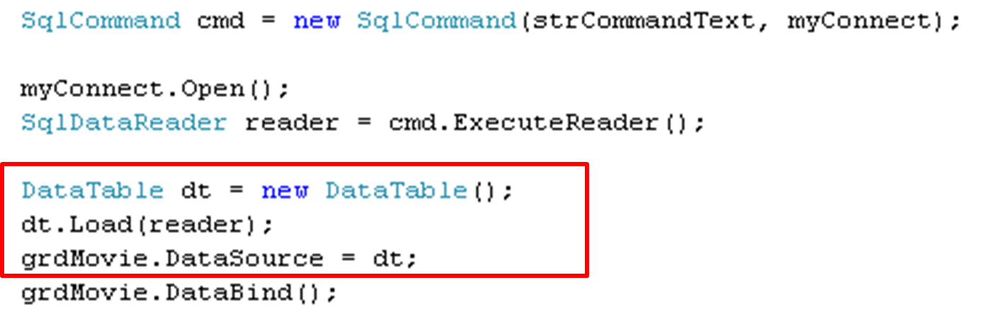 SqlCommand cmd = new SqlCommand(strCommandText, myConnect);
myConnect.Open();
SqlDataReader reader = cmd.ExecuteReader();
DataTable dt = new DataTable();
dt.Load(reader);
grdMovie.DataSource = dt;
grdMovie.DataBind();